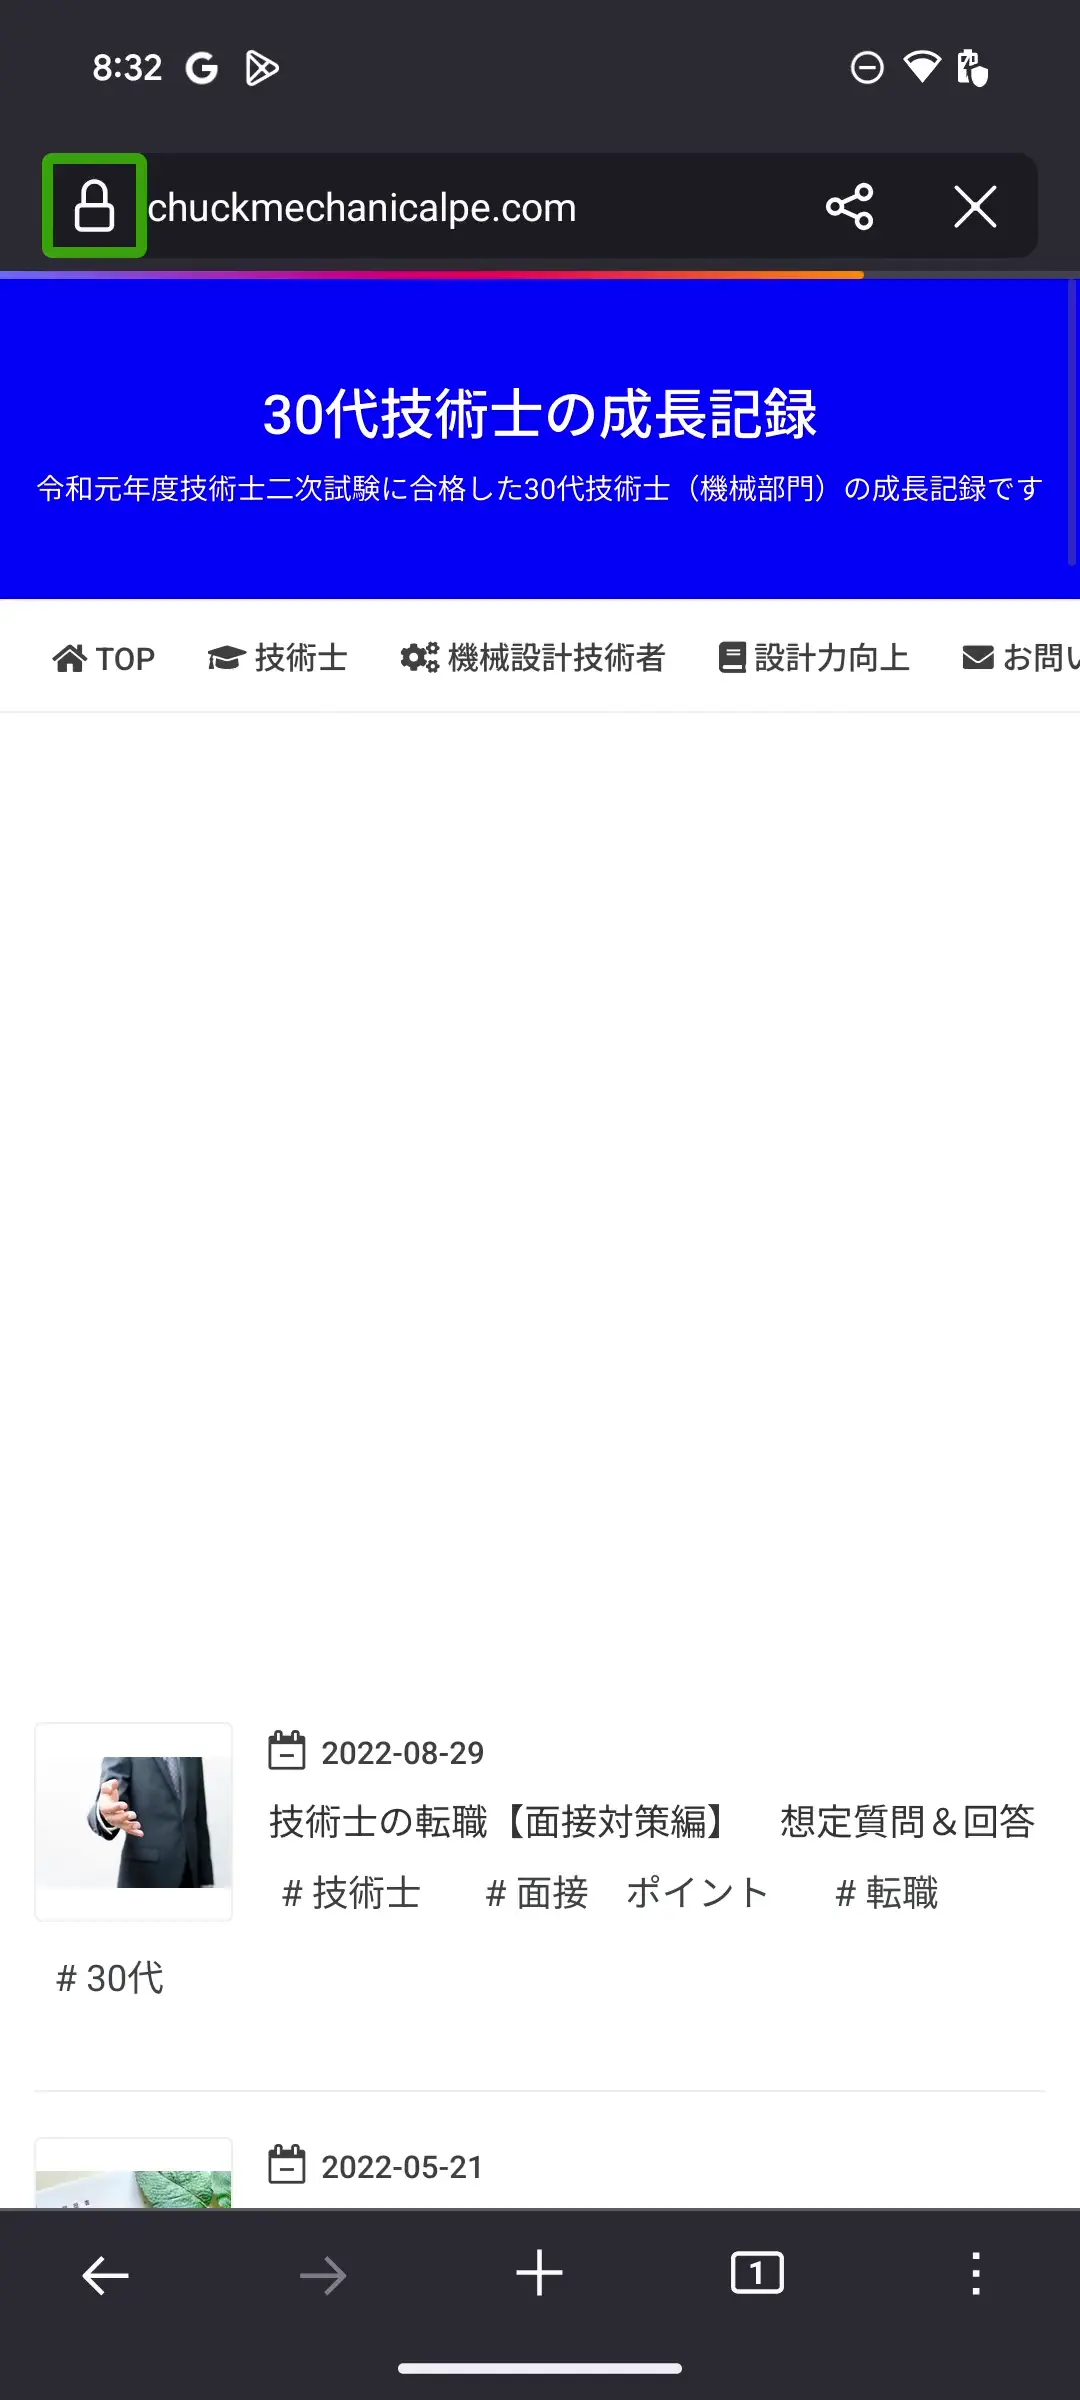 8:32
chuckmechanicalpe.com
30代技術士の成長記録
令和元年度技術士二次試験に合格した30代技術士（機械部門）の成長記録です
TOP 技術士 機械設計技術者 設計力向上 お問い
2022-08-29
技術士の転職【面接対策編】 想定質問＆回答
# 技術士 # 面接 ポイント # 転職
# 30代
2022-05-21
1